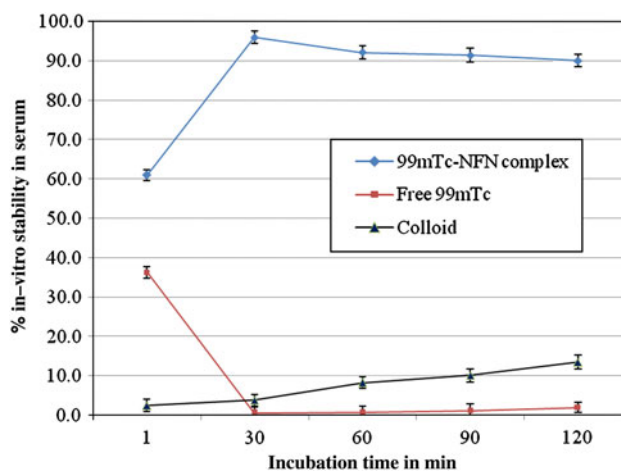 100.0
90.0
80.0
70.0
60.0
50.0
40.0
30.0
20.0
10.0
0.0
% in–vitro stability in serum
99mTc-NFN complex
Free 99mTc
Colloid
1 30 60 90 120
Incubation time in min